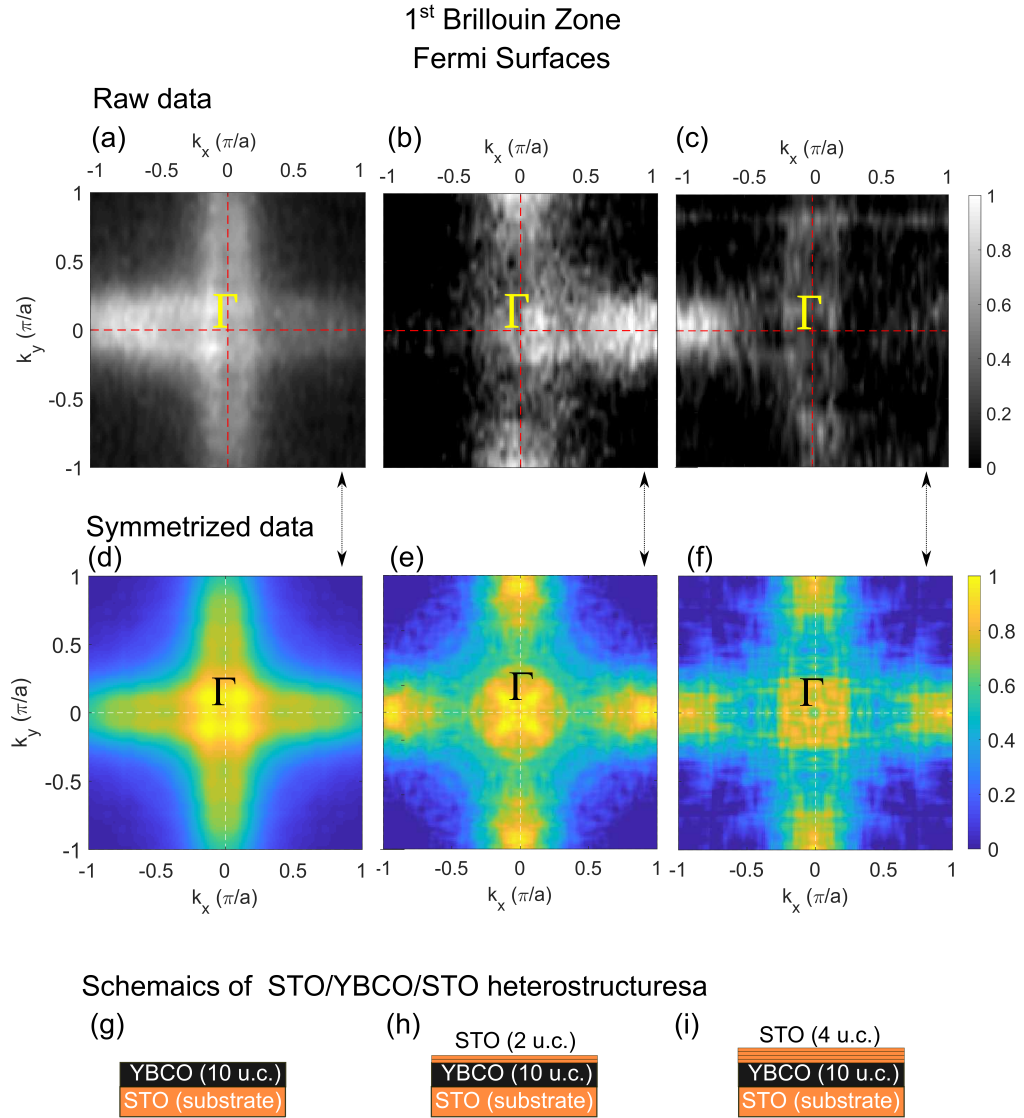 1st Brillouin Zone
Fermi Surfaces
Raw data
(a) kx (π/a)
(b) kx (π/a)
(c) kx (π/a)
-1 -0.5 0 0.5 1
-1 -0.5 0 0.5 1
-1 -0.5 0 0.5 1
ky (π/a)
1
0.5
0
-0.5
-1
Γ
Γ
Γ
1
0.8
0.6
0.4
0.2
0
Symmetrized data
(d)
(e)
(f)
ky (π/a)
1
0.5
0
-0.5
-1
Γ
Γ
Γ
1
0.8
0.6
0.4
0.2
0
-1 -0.5 0 0.5 1
-1 -0.5 0 0.5 1
-1 -0.5 0 0.5 1
kx (π/a)
kx (π/a)
kx (π/a)
Schemaics of STO/YBCO/STO heterostructuresa
(g)
YBCO (10 u.c.)
STO (substrate)
(h)
STO (2 u.c.)
YBCO (10 u.c.)
STO (substrate)
(i)
STO (4 u.c.)
YBCO (10 u.c.)
STO (substrate)